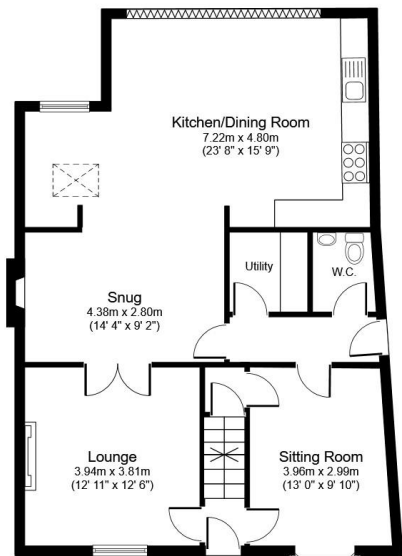 Kitchen/Dining Room
7.22m x 4.80m
(23' 8" x 15' 9")
Utility
W.C.
Snug
4.38m x 2.80m
(14' 4" x 9' 2")
Lounge
3.94m x 3.81m
(12' 11" x 12' 6")
Sitting Room
3.96m x 2.99m
(13' 0" x 9' 10")